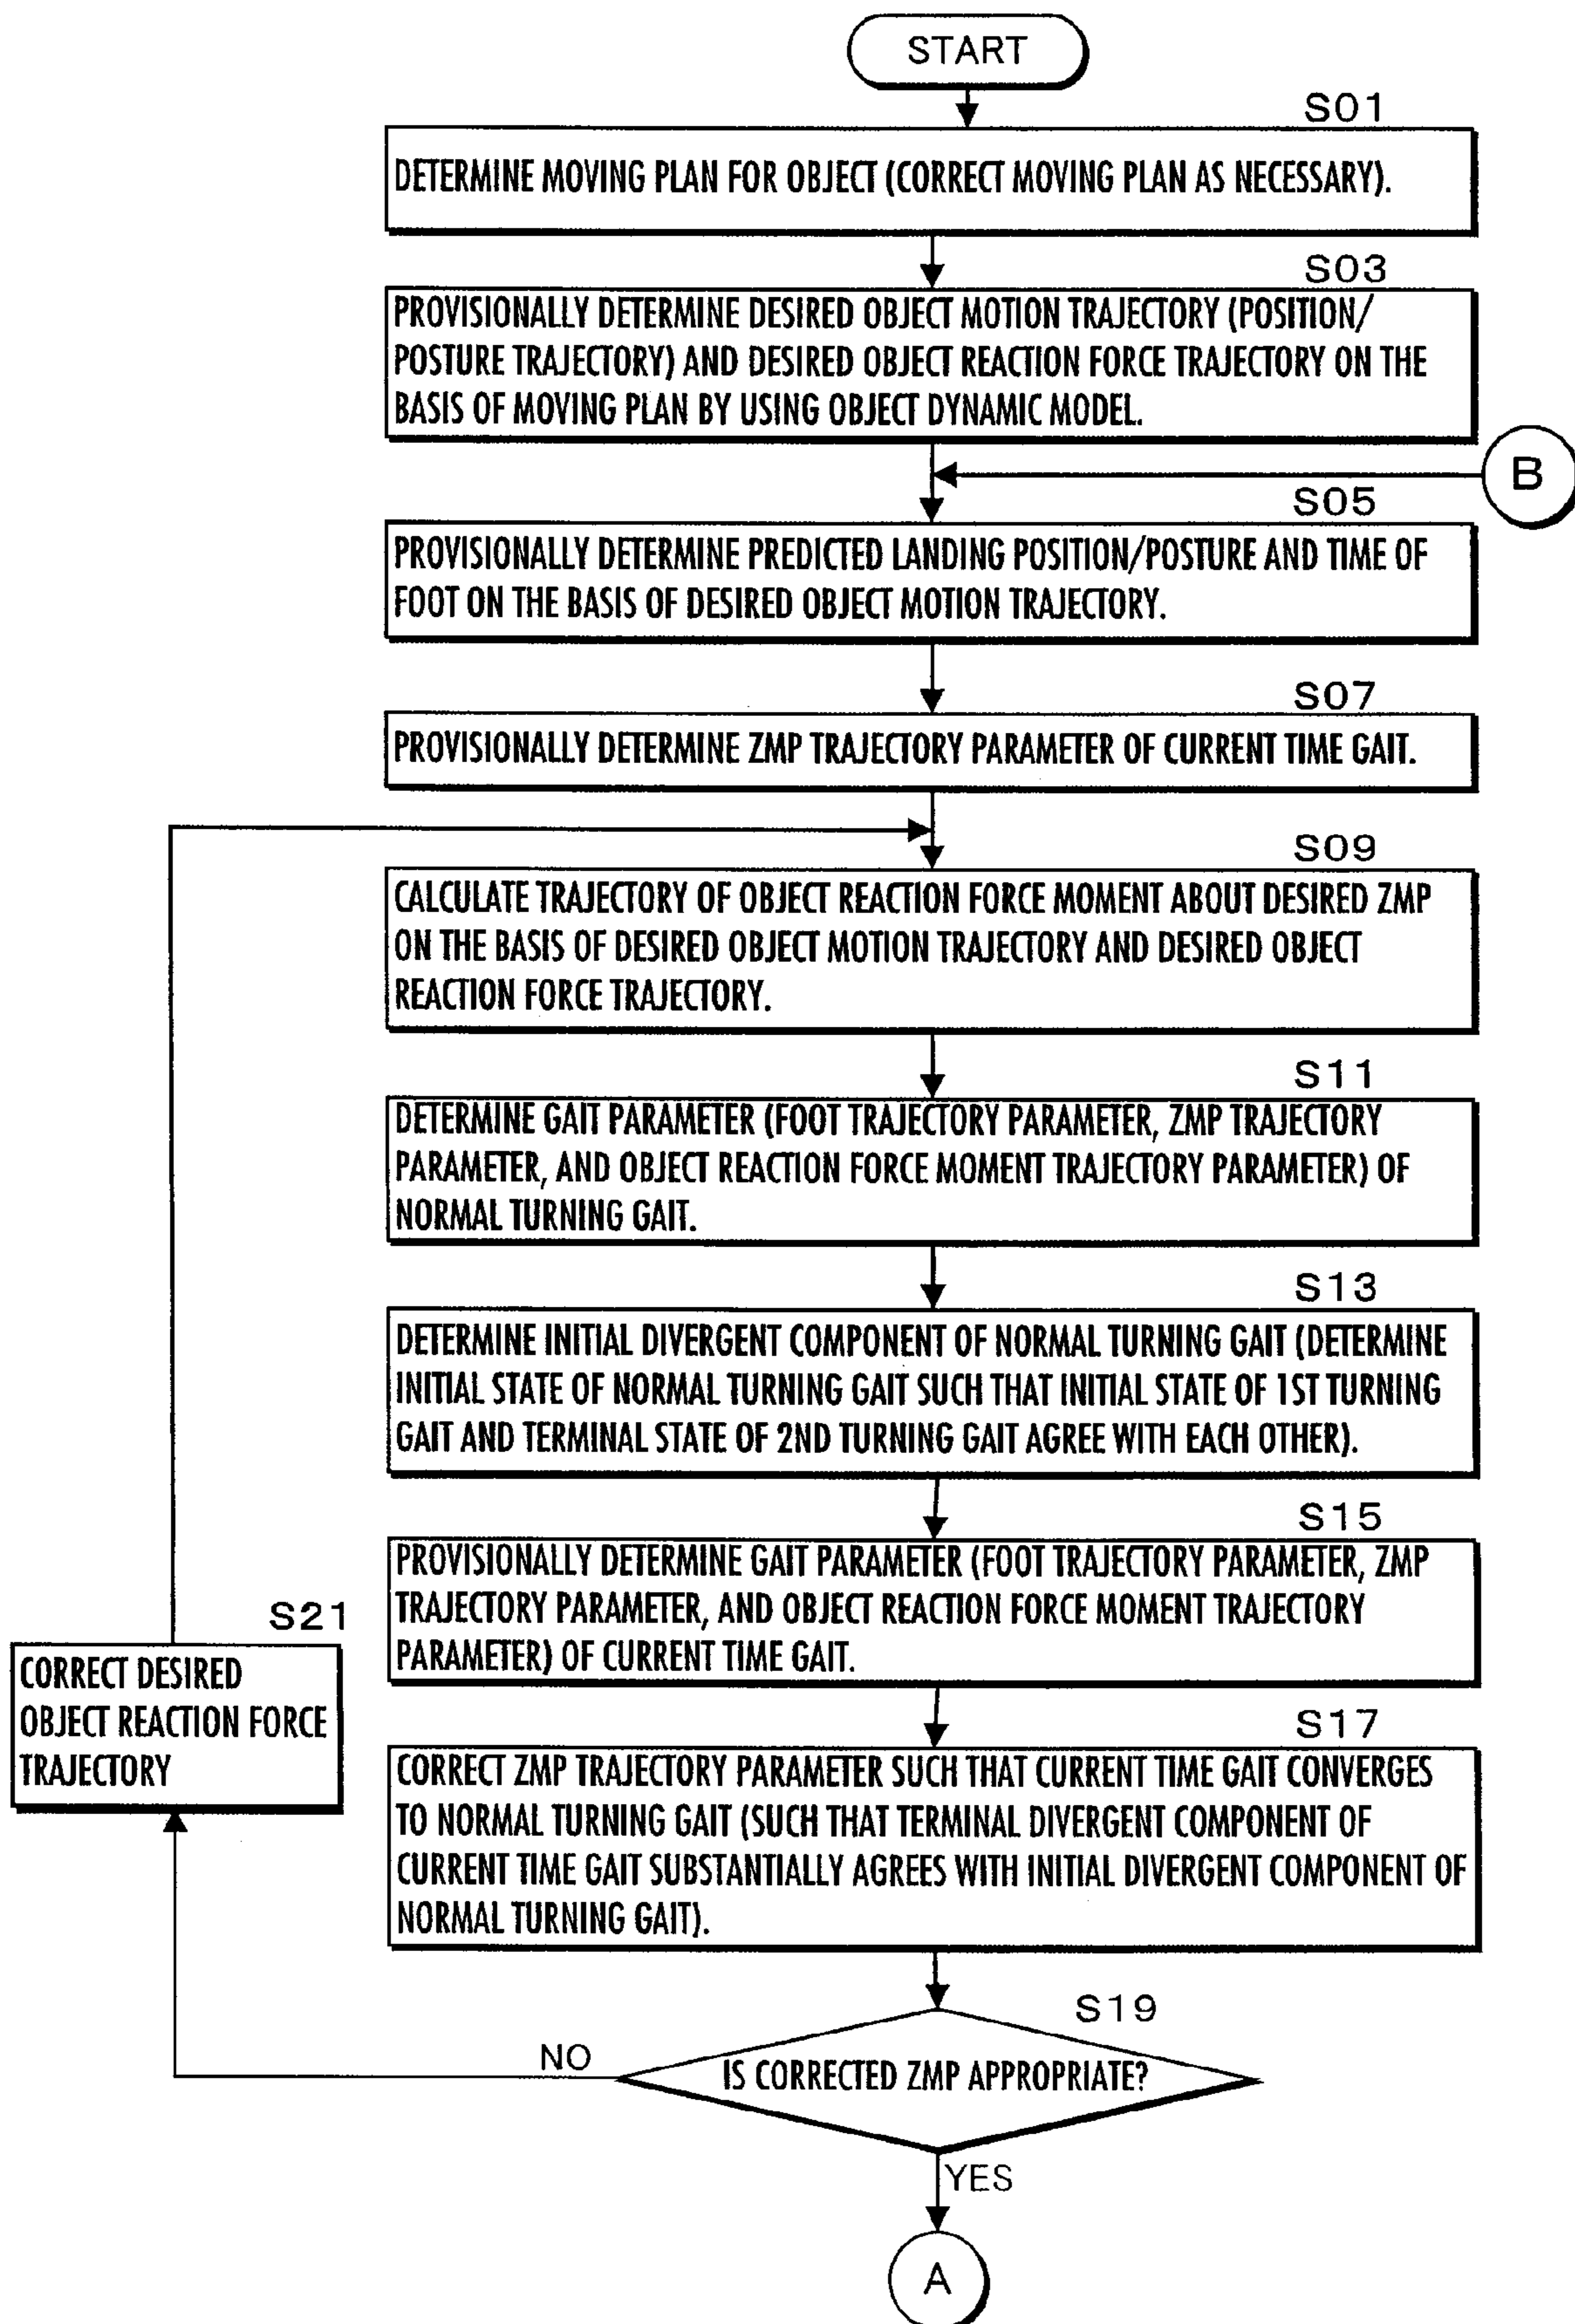 START
S01
DETERMINE MOVING PLAN FOR OBJECT (CORRECT MOVING PLAN AS NECESSARY).
S03
PROVISIONALLY DETERMINE DESIRED OBJECT MOTION TRAJECTORY (POSITION/
POSTURE TRAJECTORY) AND DESIRED OBJECT REACTION FORCE TRAJECTORY ON THE
BASIS OF MOVING PLAN BY USING OBJECT DYNAMIC MODEL.
B
S05
PROVISIONALLY DETERMINE PREDICTED LANDING POSITION/POSTURE AND TIME OF
FOOT ON THE BASIS OF DESIRED OBJECT MOTION TRAJECTORY.
S07
PROVISIONALLY DETERMINE ZMP TRAJECTORY PARAMETER OF CURRENT TIME GAIT.
S09
CALCULATE TRAJECTORY OF OBJECT REACTION FORCE MOMENT ABOUT DESIRED ZMP
ON THE BASIS OF DESIRED OBJECT MOTION TRAJECTORY AND DESIRED OBJECT
REACTION FORCE TRAJECTORY.
S11
DETERMINE GAIT PARAMETER (FOOT TRAJECTORY PARAMETER, ZMP TRAJECTORY
PARAMETER, AND OBJECT REACTION FORCE MOMENT TRAJECTORY PARAMETER) OF
NORMAL TURNING GAIT.
S13
DETERMINE INITIAL DIVERGENT COMPONENT OF NORMAL TURNING GAIT (DETERMINE
INITIAL STATE OF NORMAL TURNING GAIT SUCH THAT INITIAL STATE OF 1ST TURNING
GAIT AND TERMINAL STATE OF 2ND TURNING GAIT AGREE WITH EACH OTHER).
S15
PROVISIONALLY DETERMINE GAIT PARAMETER (FOOT TRAJECTORY PARAMETER, ZMP
TRAJECTORY PARAMETER, AND OBJECT REACTION FORCE MOMENT TRAJECTORY
PARAMETER) OF CURRENT TIME GAIT.
S21
CORRECT DESIRED
OBJECT REACTION FORCE
TRAJECTORY
S17
CORRECT ZMP TRAJECTORY PARAMETER SUCH THAT CURRENT TIME GAIT CONVERGES
TO NORMAL TURNING GAIT (SUCH THAT TERMINAL DIVERGENT COMPONENT OF
CURRENT TIME GAIT SUBSTANTIALLY AGREES WITH INITIAL DIVERGENT COMPONENT OF
NORMAL TURNING GAIT).
S19
NO
IS CORRECTED ZMP APPROPRIATE?
YES
A